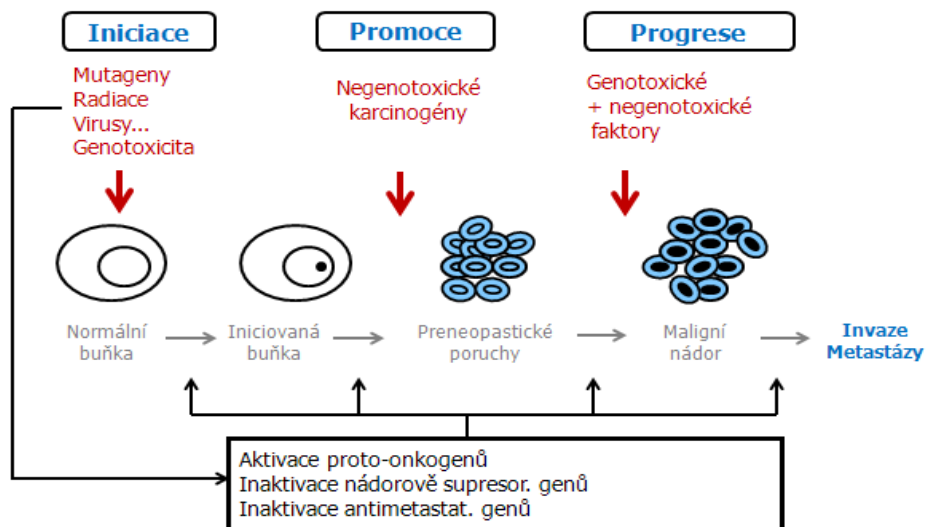 Iniciace
Promoce
Progrese
Mutageny
Radiace
Virusy...
Genotoxicita
Negenotoxické
karcinogény
Genotoxické
+ negenotoxické
faktory
Normální
buňka
Iniciovaná
buňka
Preneopastické
poruchy
Maligní
nádor
Invaze
Metastázy
Aktivace proto-onkogenů
Inaktivace nádorově supresor. genů
Inaktivace antimetastat. genů